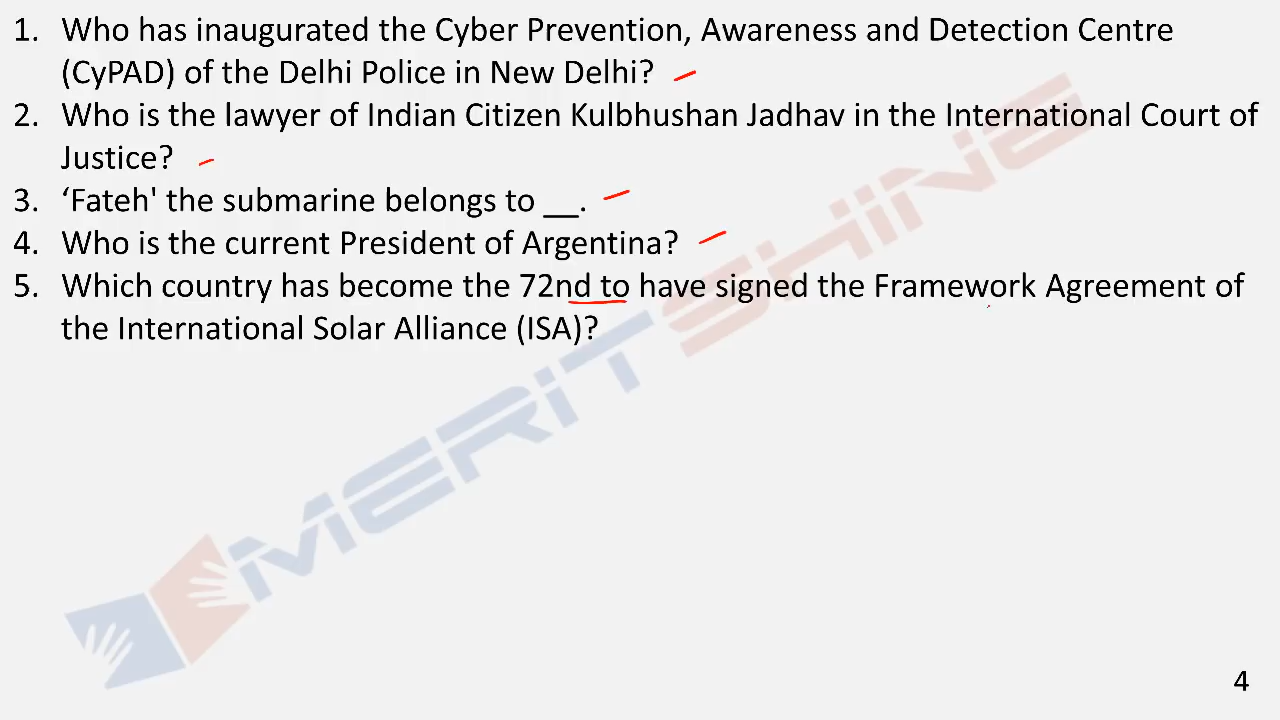 1. Who has inaugurated the Cyber Prevention, Awareness and Detection Centre
(CyPAD) of the Delhi Police in New Delhi?
2. Who is the lawyer of Indian Citizen Kulbhushan Jadhav in the International Court of
Justice?
3. ‘Fateh' the submarine belongs to __.
4. Who is the current President of Argentina?
5. Which country has become the 72nd to have signed the Framework Agreement of
the International Solar Alliance (ISA)?
MERiTSHiNE
4